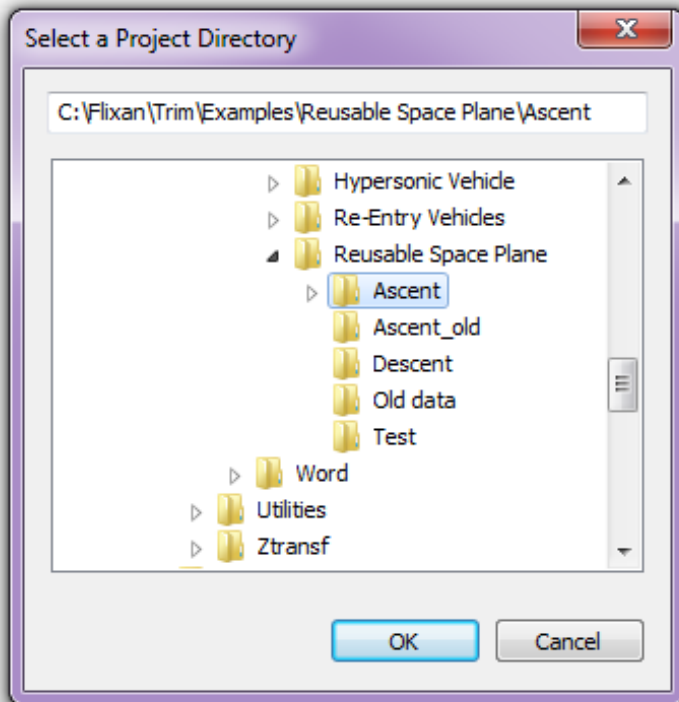 Select a Project Directory
C:\Flixan\Trim\Examples\Reusable Space Plane\Ascent
Hypersonic Vehicle
Re-Entry Vehicles
Reusable Space Plane
Ascent
Ascent_old
Descent
Old data
Test
Word
Utilities
Ztransf
OK
Cancel